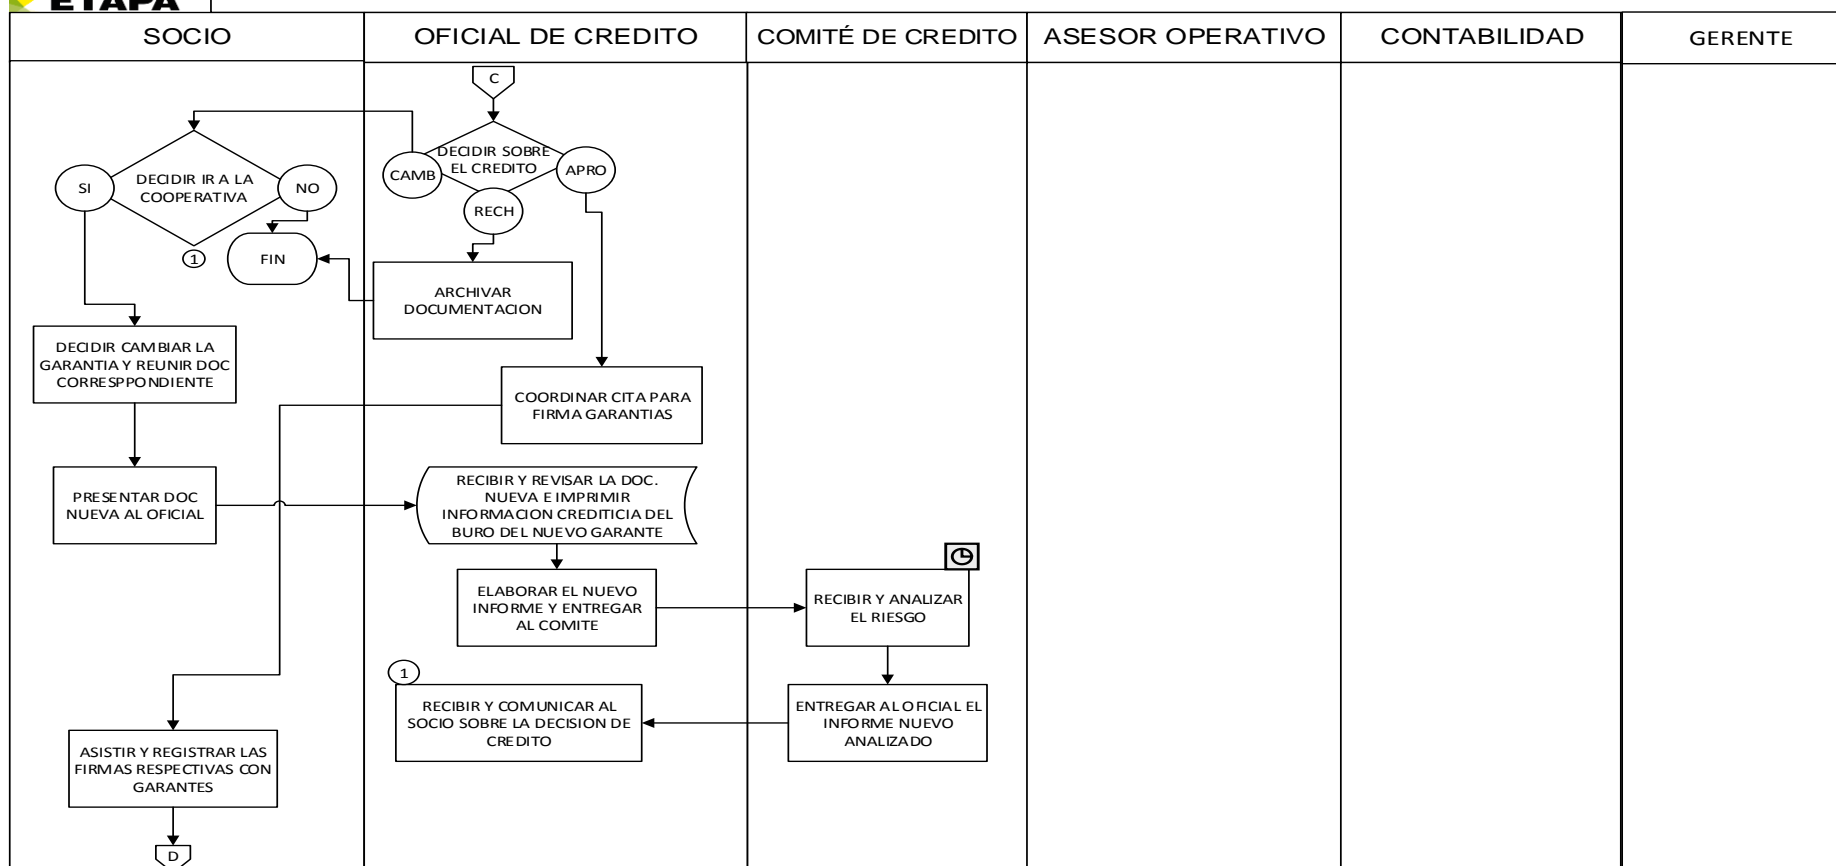 ETAPA
SOCIO
OFICIAL DE CREDITO
COMITÉ DE CREDITO
ASESOR OPERATIVO
CONTABILIDAD
GERENTE
C
DECIDIR SOBRE
EL CREDITO
CAMB
APRO
RECH
DECIDIR IR A LA
COOPERATIVA
SI
NO
1
FIN
ARCHIVAR
DOCUMENTACION
DECIDIR CAMBIAR LA
GARANTIA Y REUNIR DOC
CORRESPPONDIENTE
COORDINAR CITA PARA
FIRMA GARANTIAS
PRESENTAR DOC
NUEVA AL OFICIAL
RECIBIR Y REVISAR LA DOC.
NUEVA E IMPRIMIR
INFORMACION CREDITICIA DEL
BURO DEL NUEVO GARANTE
ELABORAR EL NUEVO
INFORME Y ENTREGAR
AL COMITE
RECIBIR Y ANALIZAR
EL RIESGO
1
RECIBIR Y COMUNICAR AL
SOCIO SOBRE LA DECISION DE
CREDITO
ENTREGAR AL OFICIAL EL
INFORME NUEVO
ANALIZADO
ASISTIR Y REGISTRAR LAS
FIRMAS RESPECTIVAS CON
GARANTES
D